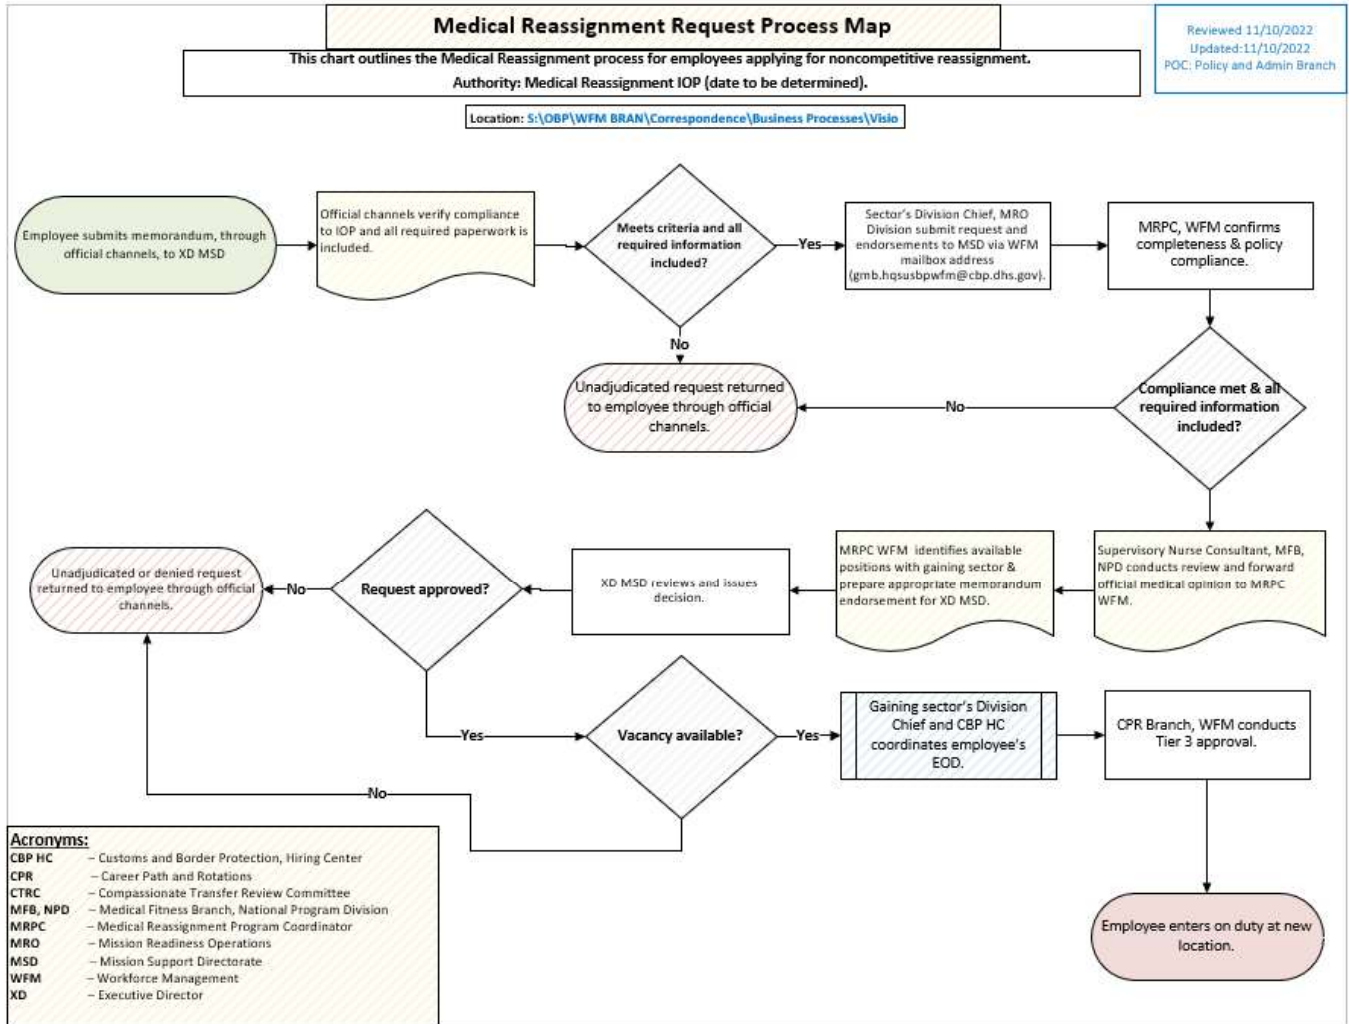 Medical Reassignment Request Process Map
This chart outlines the Medical Reassignment process for employees applying for noncompetitive reassignment.
Authority: Medical Reassignment IOP (date to be determined).
Reviewed 11/10/2022
Updated:11/10/2022
POC: Policy and Admin Branch
Location: S:\OBP\WFM BRAN\Correspondence\Business Processes\Visio
Employee submits memorandum, through
official channels, to XD MSD
Official channels verify compliance
to IOP and all required paperwork is
included.
Meets criteria and all
required information
included?
Yes
Sector's Division Chief, MRO
Division submit request and
endorsements to MSD via WFM
mailbox address
(gmb.hqsusbpwfm@cbp.dhs.gov).
MRPC, WFM confirms
completeness & policy
compliance.
No
Unadjudicated request returned
to employee through official
channels.
No
Compliance met & all
required information
included?
Supervisory Nurse Consultant, MFB,
NPD conducts review and forward
official medical opinion to MRPC
WFM.
MRPC WFM identifies available
positions with gaining sector &
prepare appropriate memorandum
endorsement for XD MSD.
XD MSD reviews and issues
decision.
Request approved?
No
Unadjudicated or denied request
returned to employee through official
channels.
Yes
Vacancy available?
Yes
Gaining sector's Division
Chief and CBP HC
coordinates employee's
EOD.
CPR Branch, WFM conducts
Tier 3 approval.
No
Employee enters on duty at new
location.
Acronyms:
CBP HC – Customs and Border Protection, Hiring Center
CPR – Career Path and Rotations
CTRC – Compassionate Transfer Review Committee
MFB, NPD – Medical Fitness Branch, National Program Division
MRPC – Medical Reassignment Program Coordinator
MRO – Mission Readiness Operations
MSD – Mission Support Directorate
WFM – Workforce Management
XD – Executive Director